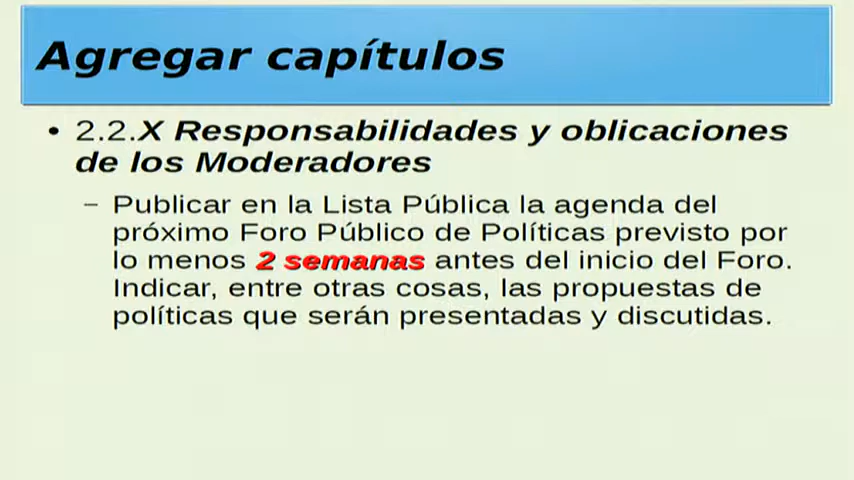 Agregar capítulos
• 2.2.X Responsabilidades y oblicaciones
de los Moderadores
– Publicar en la Lista Pública la agenda del
próximo Foro Público de Políticas previsto por
lo menos 2 semanas antes del inicio del Foro.
Indicar, entre otras cosas, las propuestas de
políticas que serán presentadas y discutidas.